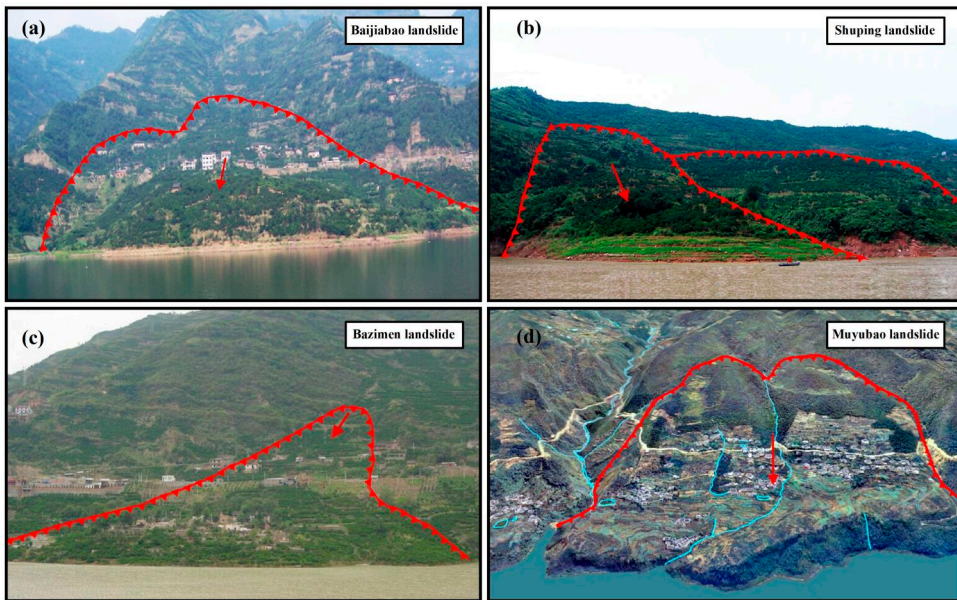 (a)
Baijiabao landslide
(b)
Shuping landslide
(c)
Bazimen landslide
(d)
Muyubao landslide